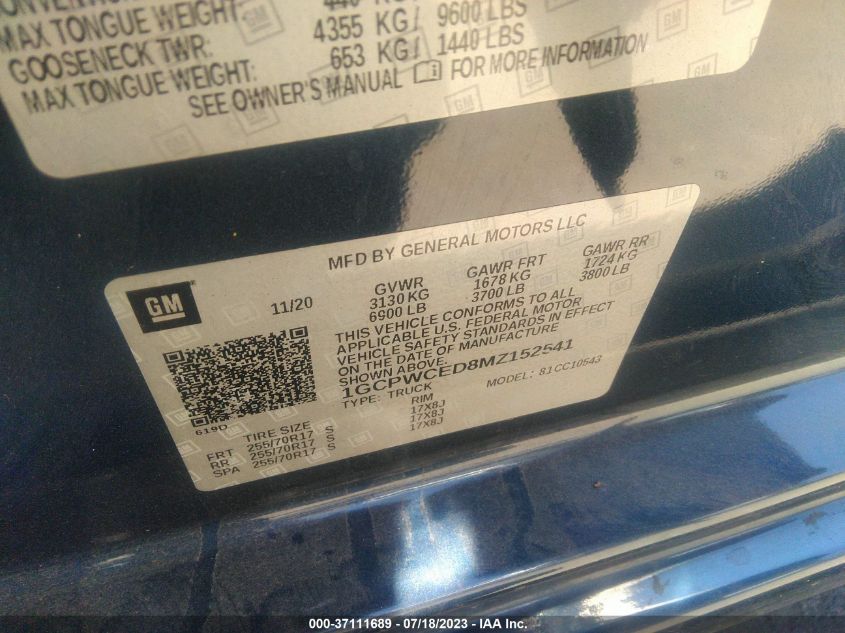 MAX TONGUE WEIGHT: 440 KG
4355 KG/ 9600 LBS
GOOSENECK TWR: 653 KG/ 1440 LBS
MAX TONGUE WEIGHT:
SEE OWNER'S MANUAL FOR MORE INFORMATION
MFD BY GENERAL MOTORS LLC
GM
11/20
GVWR GAWR FRT GAWR RR
3130 KG 1678 KG 1724 KG
6900 LB 3700 LB 3800 LB
THIS VEHICLE CONFORMS TO ALL
APPLICABLE U.S. FEDERAL MOTOR
VEHICLE SAFETY STANDARDS IN EFFECT
ON THE DATE OF MANUFACTURE
SHOWN ABOVE.
1GCPWCED8MZ152541
TYPE: TRUCK MODEL: 81CC10543
619D
TIRE SIZE RIM
FRT 255/70R17 S 17X8J
RR 255/70R17 S 17X8J
SPA 255/70R17 S 17X8J
000-37111689 - 07/18/2023 - IAA Inc.